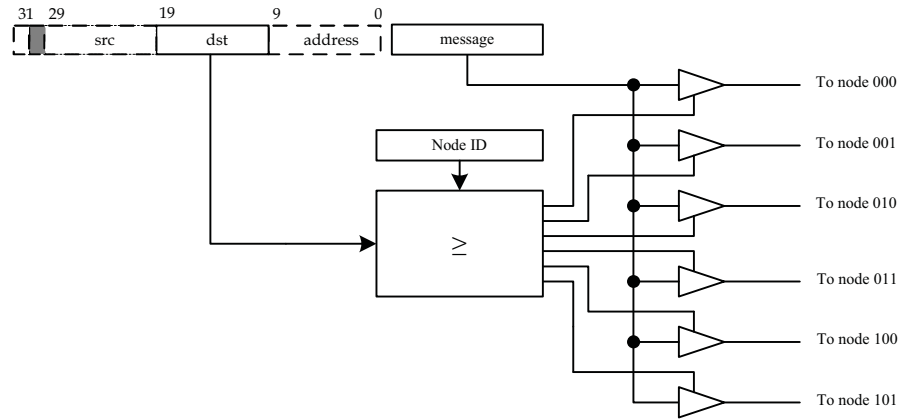 31 29 19 9 0
src dst address message
To node 000
Node ID
To node 001
To node 010
≥
To node 011
To node 100
To node 101